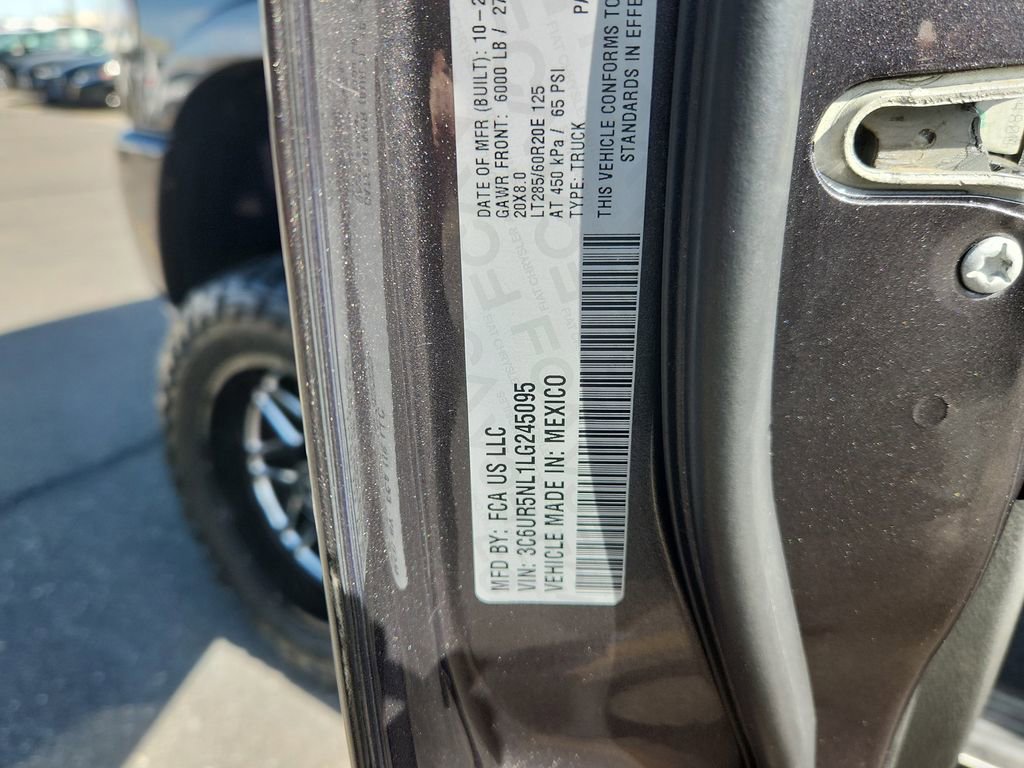 MFD BY: FCA US LLC
VIN: 3C6UR5NL1LG245095
VEHICLE MADE IN: MEXICO
DATE OF MFR (BUILT): 10-2
GAWR FRONT: 6000 LB / 27
20X8.0
LT285/60R20E 125
AT 450 kPa / 65 PSI
TYPE: TRUCK
PA
THIS VEHICLE CONFORMS TO
STANDARDS IN EFFE